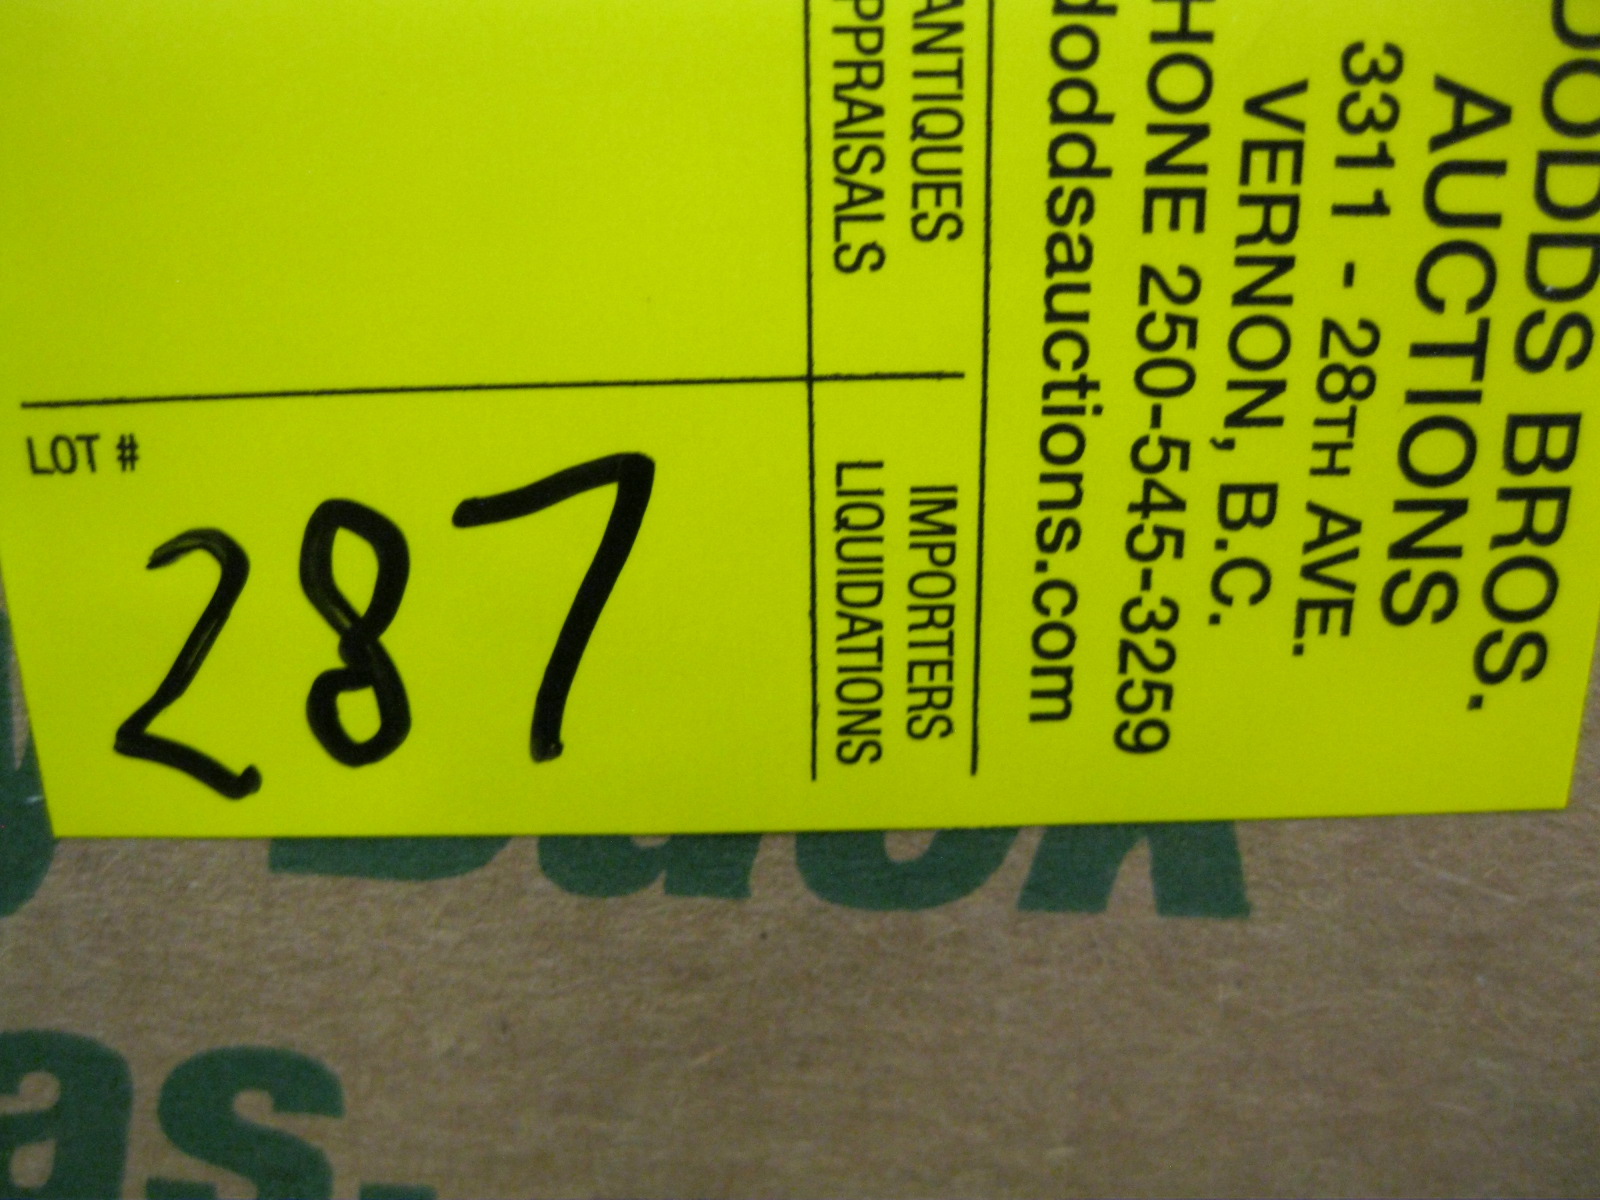 DODDS BROS.
AUCTIONS
3311 - 28TH AVE.
VERNON, B.C.
HONE 250-545-3259
doddsauctions.com
ANTIQUES IMPORTERS
PPRAISALS LIQUIDATIONS
LOT #
287
as.